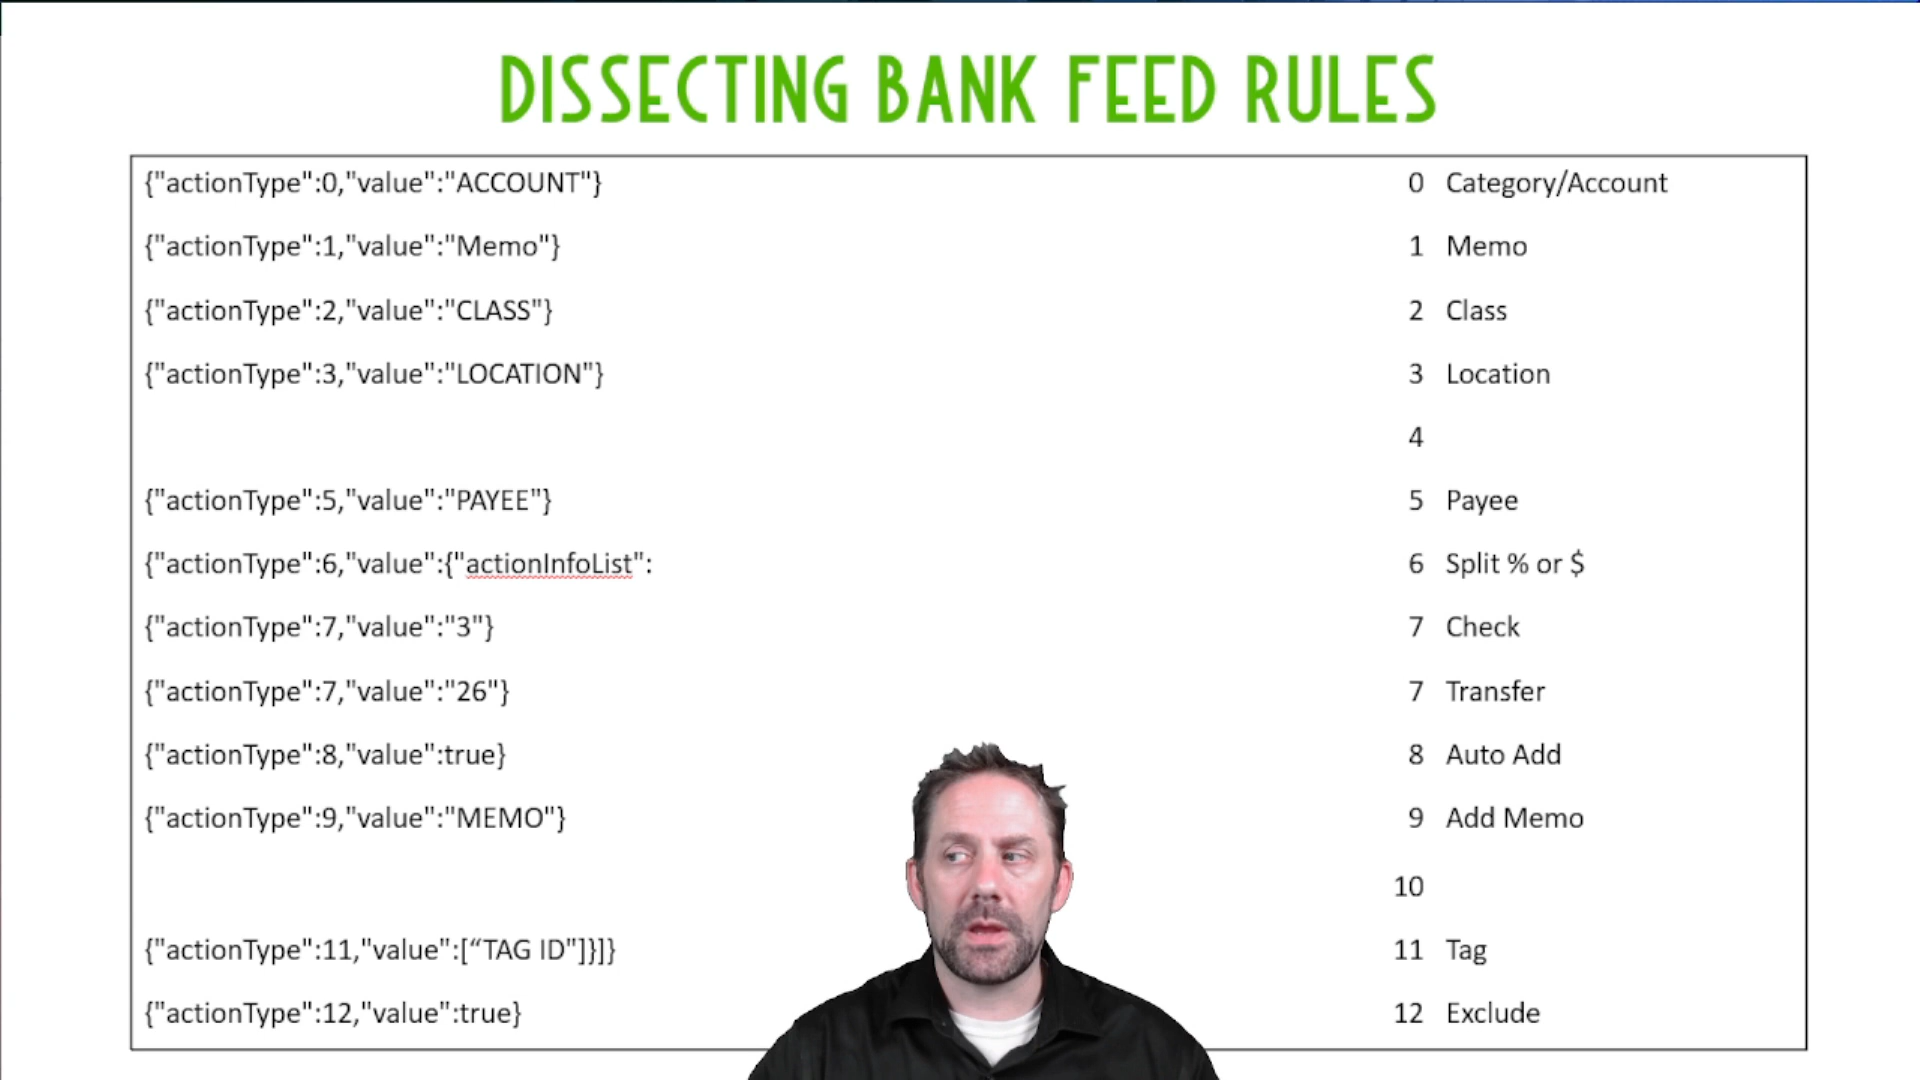 DISSECTING BANK FEED RULES
{"actionType":0,"value":"ACCOUNT"} 0 Category/Account
{"actionType":1,"value":"Memo"} 1 Memo
{"actionType":2,"value":"CLASS"} 2 Class
{"actionType":3,"value":"LOCATION"} 3 Location
4
{"actionType":5,"value":"PAYEE"} 5 Payee
{"actionType":6,"value":{"actionInfoList": 6 Split % or $
{"actionType":7,"value":"3"} 7 Check
{"actionType":7,"value":"26"} 7 Transfer
{"actionType":8,"value":true} 8 Auto Add
{"actionType":9,"value":"MEMO"} 9 Add Memo
10
{"actionType":11,"value":[“TAG ID"]}]} 11 Tag
{"actionType":12,"value":true} 12 Exclude